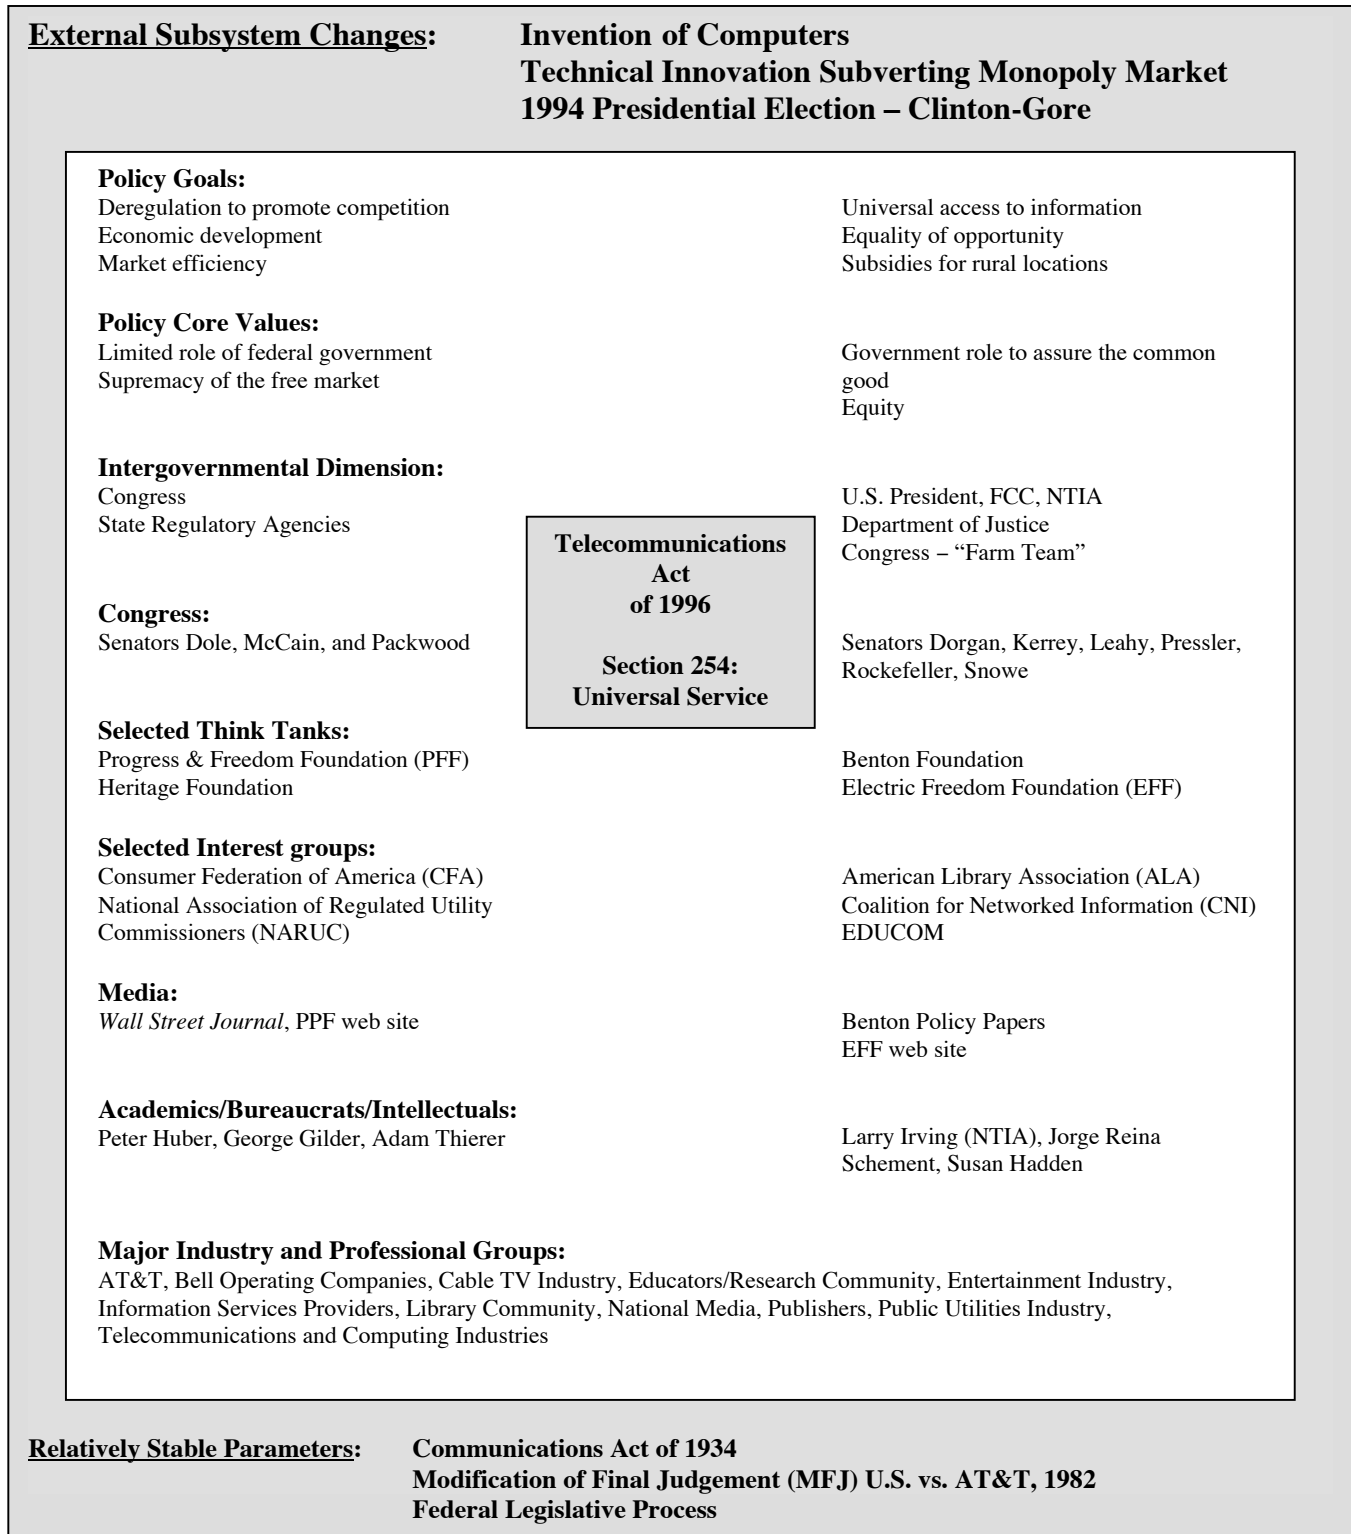 External Subsystem Changes: Invention of Computers
Technical Innovation Subverting Monopoly Market
1994 Presidential Election – Clinton-Gore
Policy Goals:
Deregulation to promote competition
Economic development
Market efficiency
Universal access to information
Equality of opportunity
Subsidies for rural locations
Policy Core Values:
Limited role of federal government
Supremacy of the free market
Government role to assure the common
good
Equity
Intergovernmental Dimension:
Congress
State Regulatory Agencies
U.S. President, FCC, NTIA
Department of Justice
Congress – “Farm Team”
Telecommunications
Act
of 1996
Section 254:
Universal Service
Congress:
Senators Dole, McCain, and Packwood
Senators Dorgan, Kerrey, Leahy, Pressler,
Rockefeller, Snowe
Selected Think Tanks:
Progress & Freedom Foundation (PFF)
Heritage Foundation
Benton Foundation
Electric Freedom Foundation (EFF)
Selected Interest groups:
Consumer Federation of America (CFA)
National Association of Regulated Utility
Commissioners (NARUC)
American Library Association (ALA)
Coalition for Networked Information (CNI)
EDUCOM
Media:
Wall Street Journal, PPF web site
Benton Policy Papers
EFF web site
Academics/Bureaucrats/Intellectuals:
Peter Huber, George Gilder, Adam Thierer
Larry Irving (NTIA), Jorge Reina
Schement, Susan Hadden
Major Industry and Professional Groups:
AT&T, Bell Operating Companies, Cable TV Industry, Educators/Research Community, Entertainment Industry,
Information Services Providers, Library Community, National Media, Publishers, Public Utilities Industry,
Telecommunications and Computing Industries
Relatively Stable Parameters: Communications Act of 1934
Modification of Final Judgement (MFJ) U.S. vs. AT&T, 1982
Federal Legislative Process